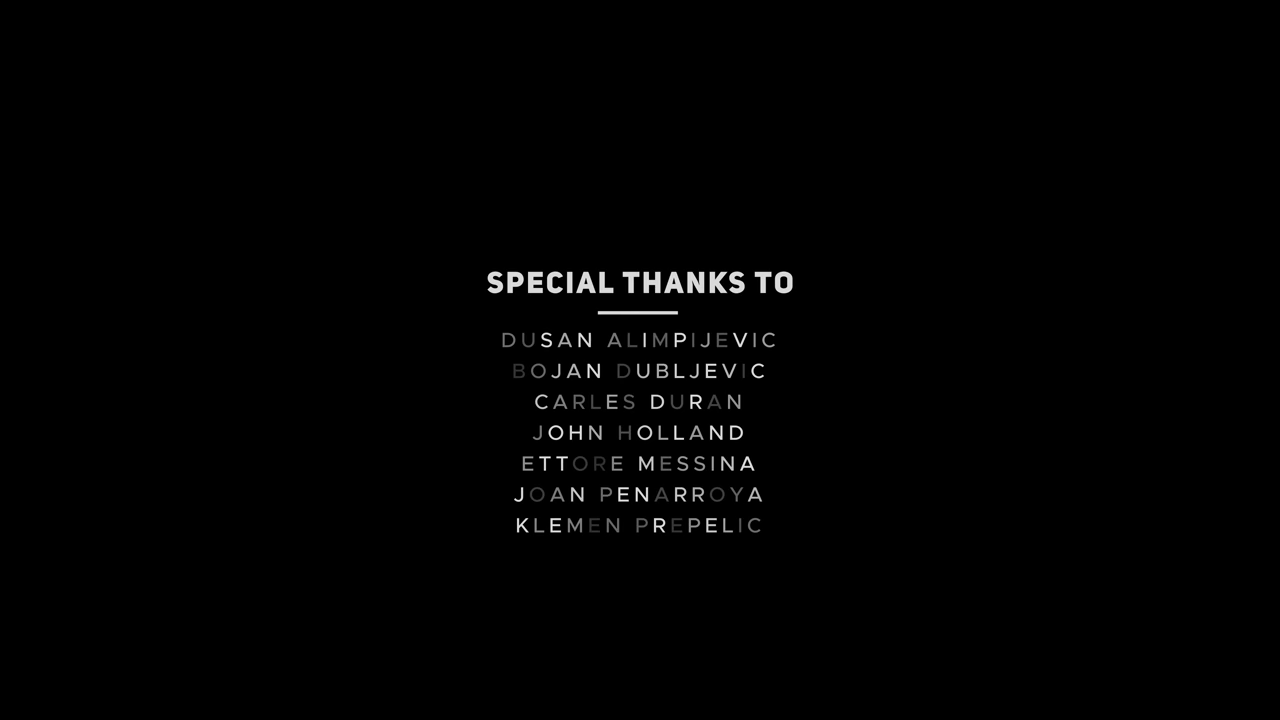 SPECIAL THANKS TO
DUSAN ALIMPIJEVIC
BOJAN DUBLJEVIC
CARLES DURAN
JOHN HOLLAND
ETTORE MESSINA
JOAN PENARROYA
KLEMEN PREPELIC